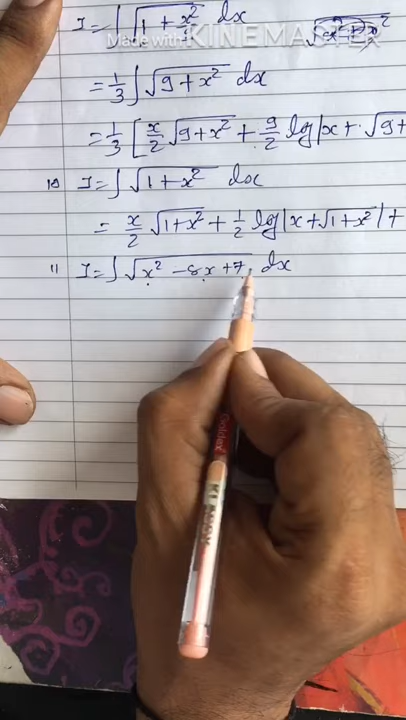 I = ∫ √(1 + x²/9) dx
Made with KINEMASTER
= 1/3 ∫ √(9 + x²) dx
= 1/3 [ x/2 √(9+x²) + 9/2 log|x + √(9+
10 I = ∫ √(1 + x²) dx
= x/2 √(1+x²) + 1/2 log|x + √(1+x²)| +
11 I = ∫ √(x² - 8x + 7) dx